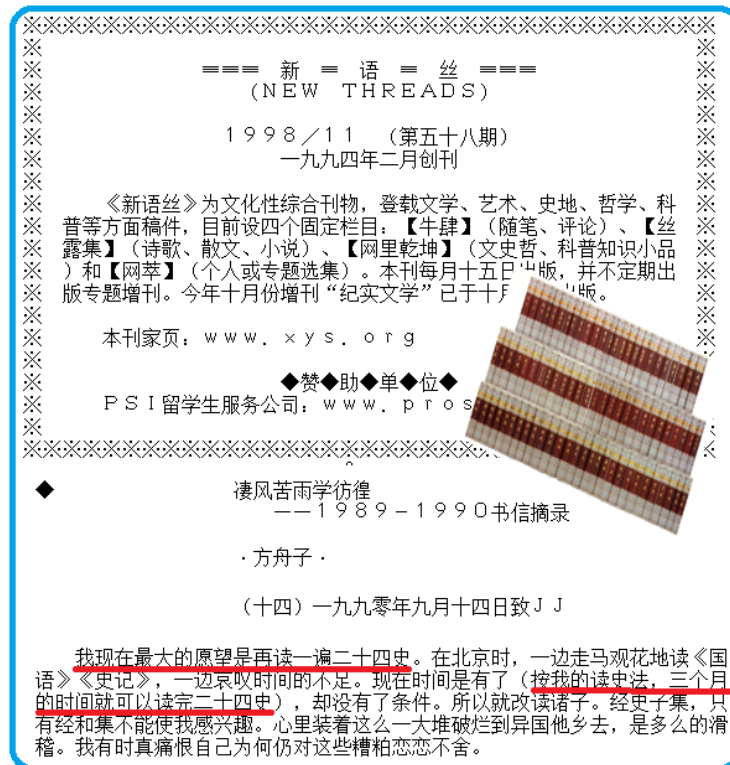 ※※※※※※※※※※※※※※※※※※※※※※※※※※※※※※※※※※※
※ ※
※ === 新 = 语 = 丝 === ※
※ (NEW THREADS) ※
※ ※
※ 1998/11 (第五十八期) ※
※ 一九九四年二月创刊 ※
※ ※
※ 《新语丝》为文化性综合刊物,登载文学、艺术、史地、哲学、科 ※
※ 普等方面稿件,目前设四个固定栏目:【牛肆】(随笔、评论)、【丝 ※
※ 露集】(诗歌、散文、小说)、【网里乾坤】(文史哲、科普知识小品 ※
※ )和【网萃】(个人或专题选集)。本刊每月十五日出版,并不定期出 ※
※ 版专题增刊。今年十月份增刊“纪实文学”已于十月 出版。 ※
※ ※
※ 本刊家页:www.xys.org ※
※ ※
※ ◆赞◆助◆单◆位◆
※ PSI留学生服务公司:www.pros
※ ※
※※※※※※※※※※※※※※※※※※※※※※※※※※※※※※※※※※※
◆ 凄风苦雨学彷徨
——1989-1990书信摘录
·方舟子·
(十四)一九九零年九月十四日致JJ
我现在最大的愿望是再读一遍二十四史。在北京时,一边走马观花地读《国
语》《史记》,一边哀叹时间的不足。现在时间是有了(按我的读史法,三个月
的时间就可以读完二十四史),却没有了条件。所以就改读诸子。经史子集,只
有经和集不能使我感兴趣。心里装着这么一大堆破烂到异国他乡去,是多么的滑
稽。我有时真痛恨自己为何仍对这些糟粕恋恋不舍。